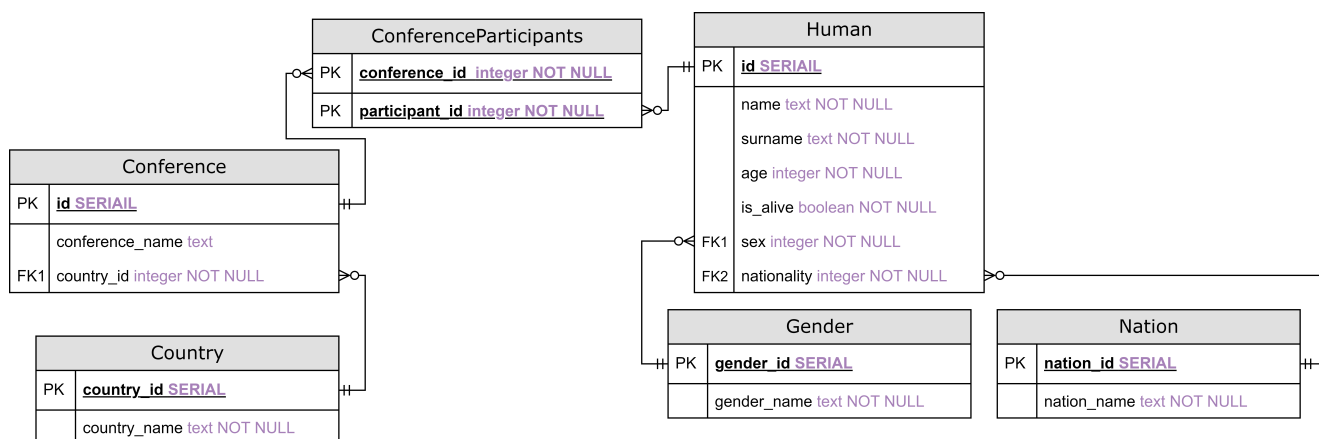 ConferenceParticipants
PK conference_id integer NOT NULL
PK participant_id integer NOT NULL
Human
PK id SERIAIL
name text NOT NULL
surname text NOT NULL
age integer NOT NULL
is_alive boolean NOT NULL
FK1 sex integer NOT NULL
FK2 nationality integer NOT NULL
Conference
PK id SERIAIL
conference_name text
FK1 country_id integer NOT NULL
Country
PK country_id SERIAL
country_name text NOT NULL
Gender
PK gender_id SERIAL
gender_name text NOT NULL
Nation
PK nation_id SERIAL
nation_name text NOT NULL